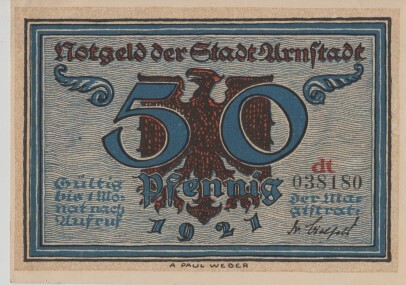 Notgeld der Stadt Arnstadt
50
Pfennig
Gültig
bis 1 Mo-
nat nach
Aufruf
dt
038180
der Ma-
gistrat:
1921
A PAUL WEBER